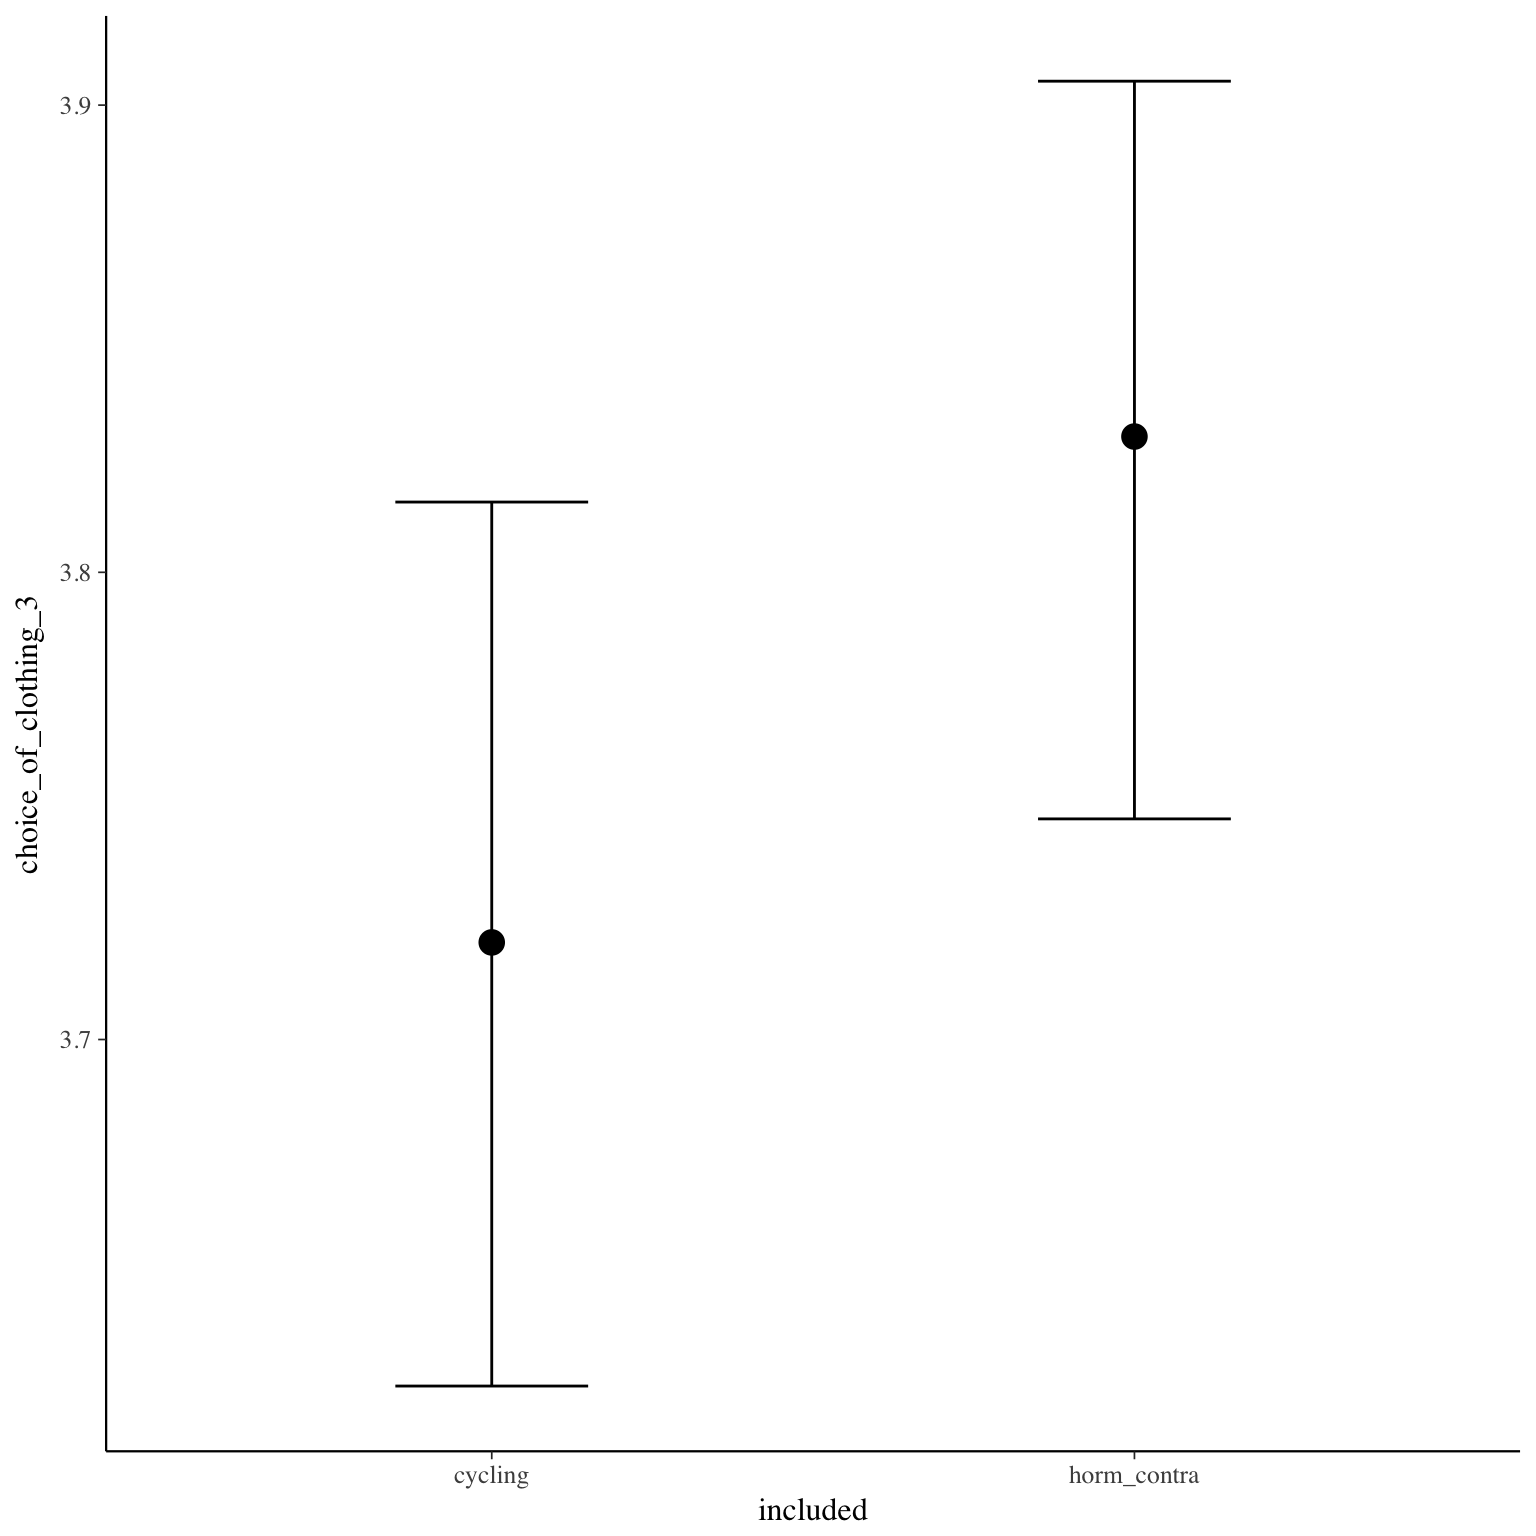 3.9
3.8
3.7
choice_of_clothing_3
cycling
horm_contra
included